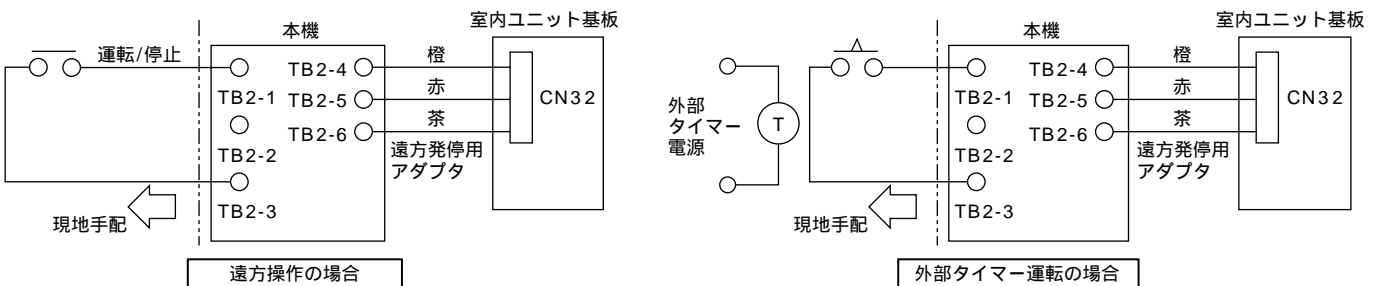 室内ユニット基板
本機
運転/停止
TB2-4
橙
TB2-1
TB2-5
赤
CN32
TB2-6
茶
TB2-2
遠方発停用
アダプタ
TB2-3
現地手配
遠方操作の場合
室内ユニット基板
本機
TB2-4
橙
TB2-1
TB2-5
赤
CN32
外部
タイマー
電源
T
TB2-6
茶
TB2-2
遠方発停用
アダプタ
TB2-3
現地手配
外部タイマー運転の場合